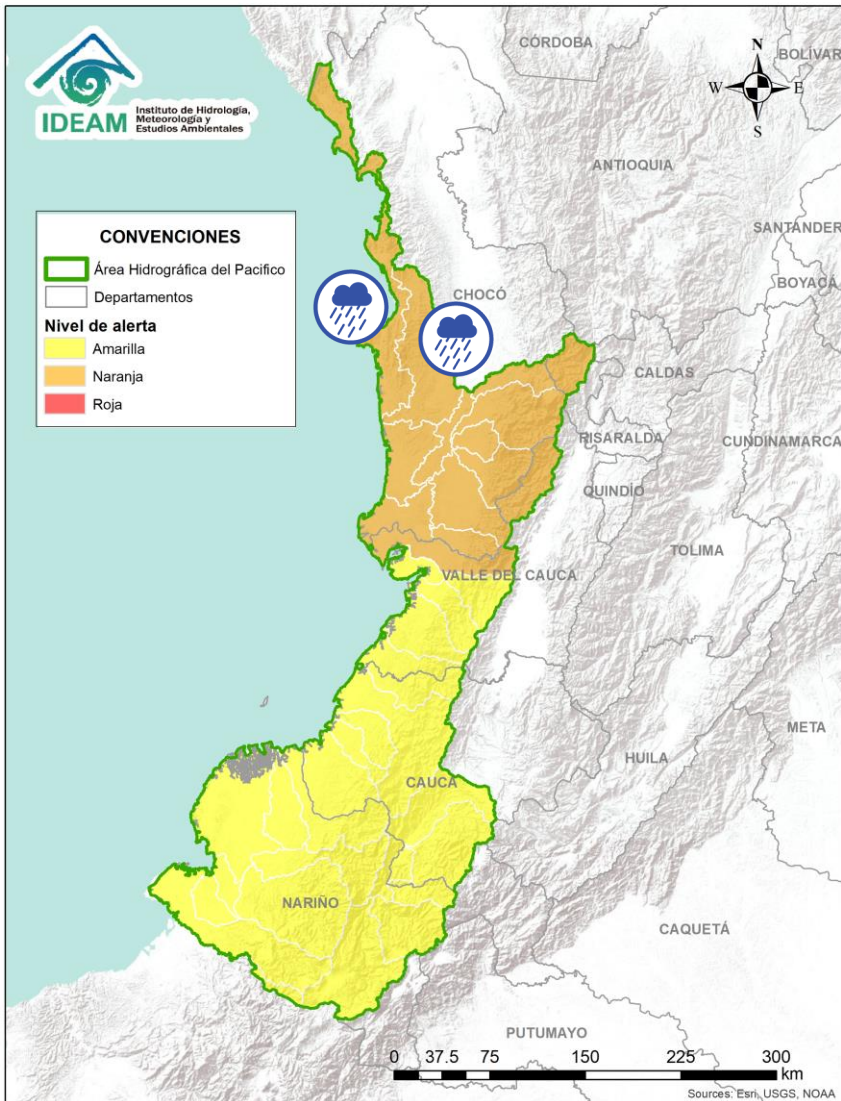 IDEAM
Instituto de Hidrología,
Meteorología y
Estudios Ambientales
N
W
E
S
CÓRDOBA
BOLÍVAR
ANTIOQUIA
SANTANDER
BOYACÁ
CONVENCIONES
Área Hidrográfica del Pacifico
Departamentos
Nivel de alerta
Amarilla
Naranja
Roja
CHOCÓ
CALDAS
RISARALDA
CUNDINAMARCA
QUINDÍO
TOLIMA
VALLE DEL CAUCA
META
HUILA
CAUCA
NARIÑO
CAQUETÁ
PUTUMAYO
0 37.5 75 150 225 300
km
Sources: Esri, USGS, NOAA